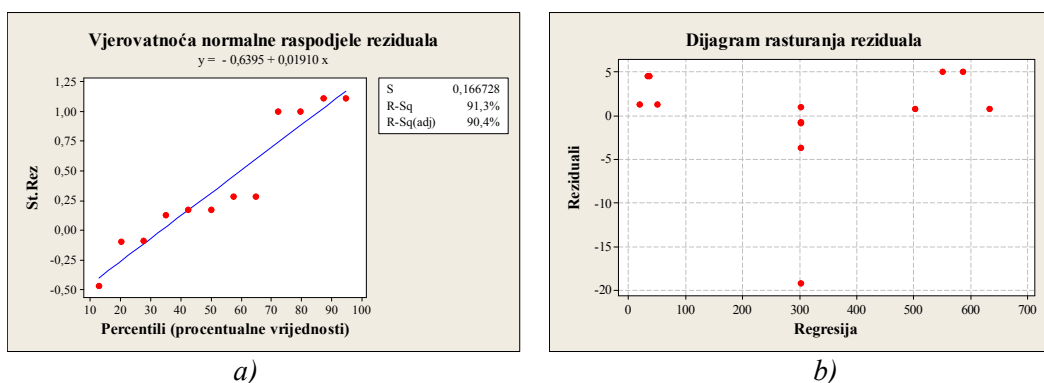 Vjerovatnoća normalne raspodjele reziduala
y = - 0,6395 + 0,01910 x
S 0,166728
R-Sq 91,3%
R-Sq(adj) 90,4%
1,25
1,00
0,75
0,50
0,25
0,00
-0,25
-0,50
St.Rez
10 20 30 40 50 60 70 80 90 100
Percentili (procentualne vrijednosti)
a)
Dijagram rasturanja reziduala
5
0
-5
-10
-15
-20
Reziduali
0 100 200 300 400 500 600 700
Regresija
b)